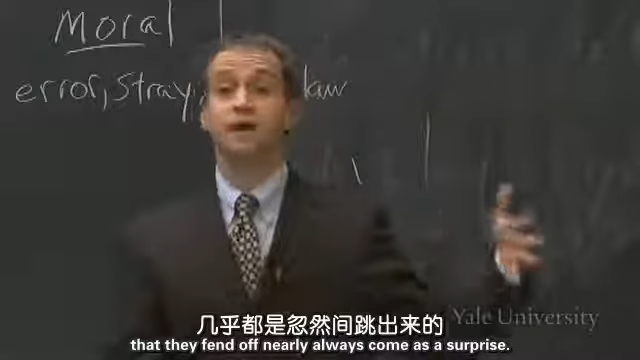 Moral
error, stray,
law
几乎都是忽然间跳出来的
that they fend off nearly always come as a surprise.
Yale University